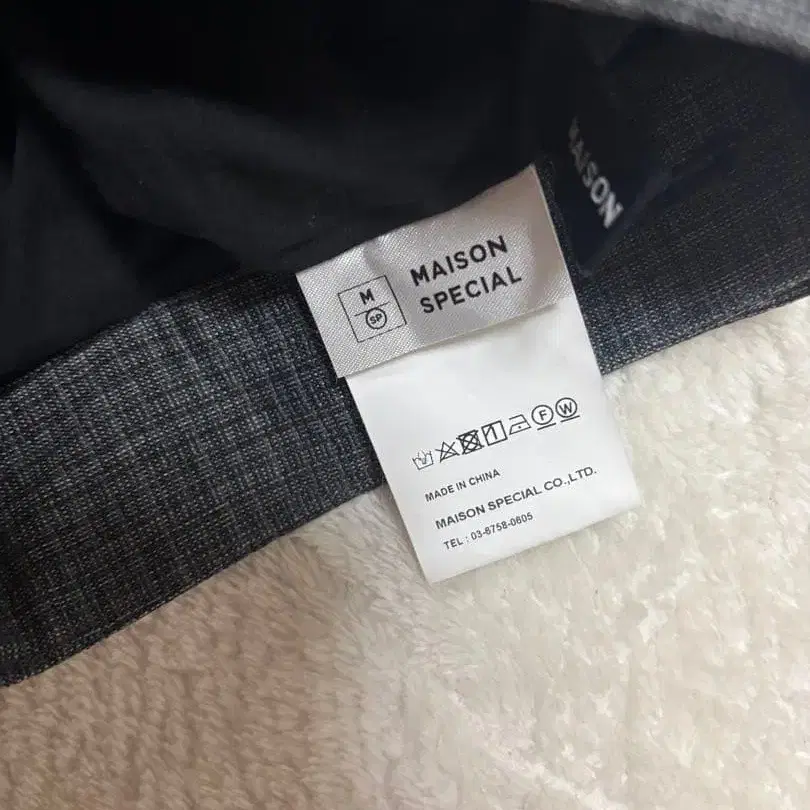 MAISON
M
SP
MAISON
SPECIAL
F W
MADE IN CHINA
MAISON SPECIAL CO.,LTD.
TEL : 03-6758-0605